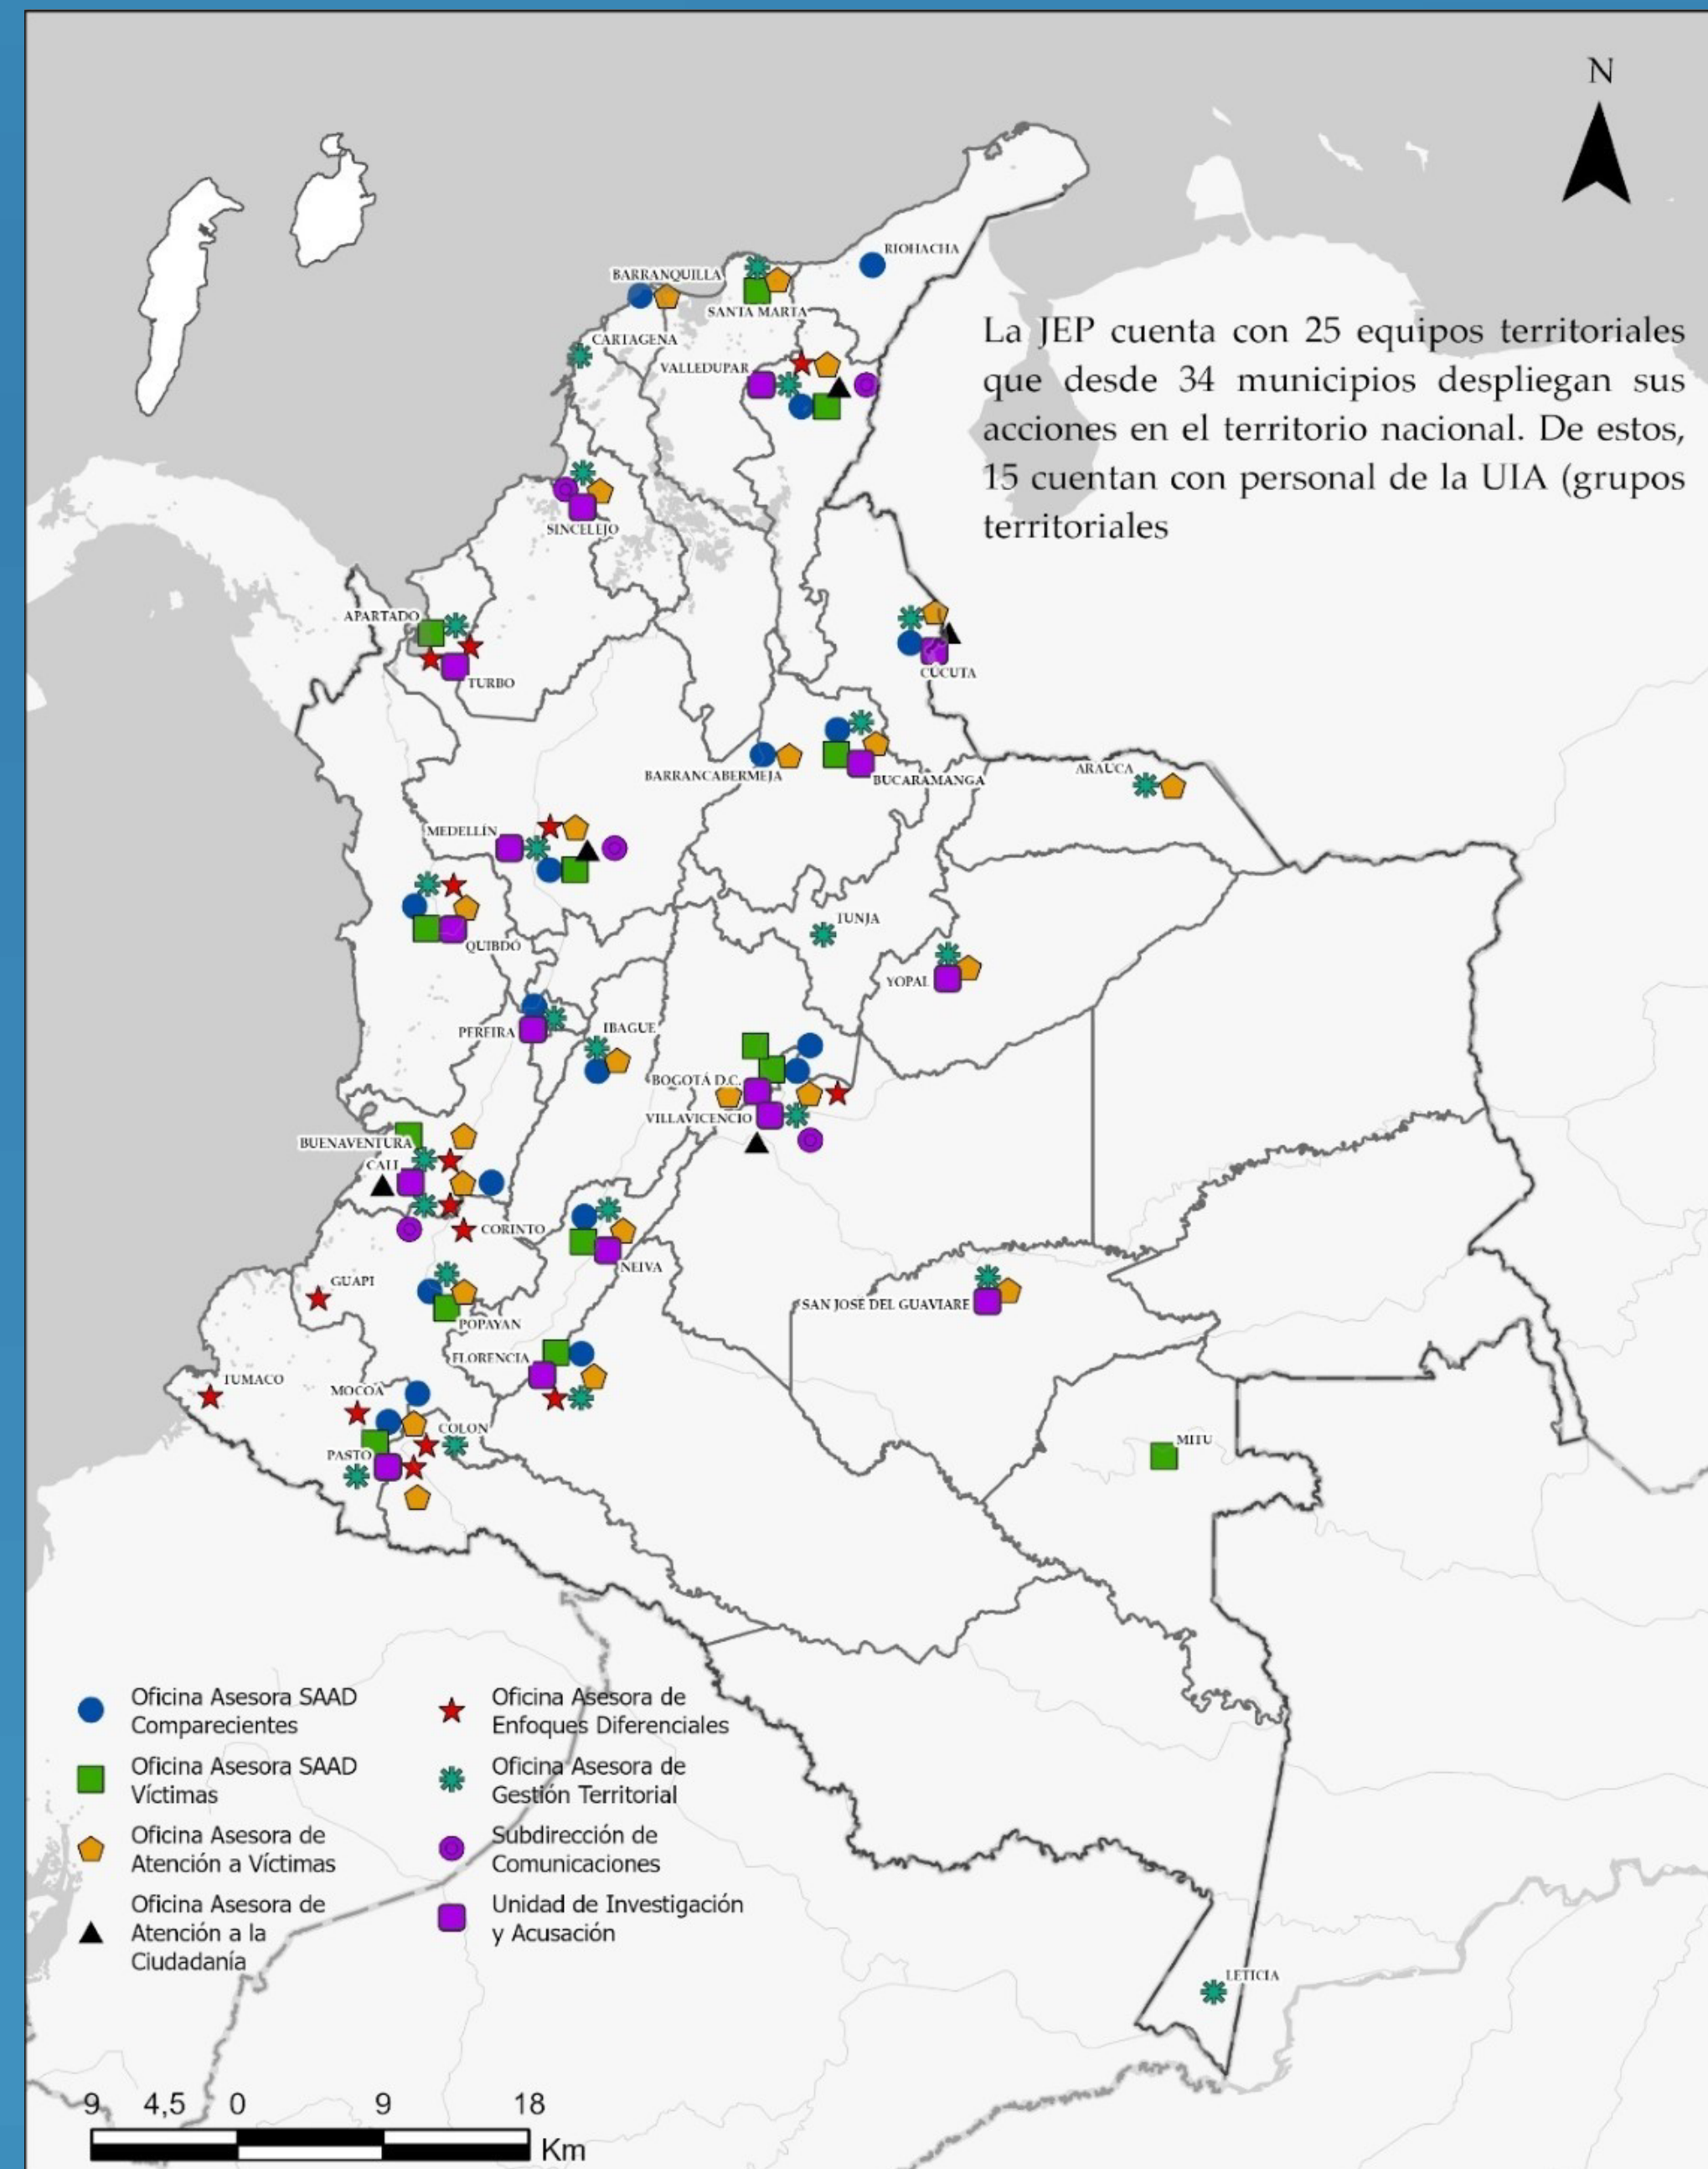 N
RIOHACHA
BARRANQUILLA
SANTA MARTA
CARTAGENA
VALLEDUPAR
La JEP cuenta con 25 equipos territoriales
que desde 34 municipios despliegan sus
acciones en el territorio nacional. De estos,
15 cuentan con personal de la UIA (grupos
territoriales
SINCELEJO
APARTADO
TURBO
CÚCUTA
BARRANCABERMEJA
BUCARAMANGA
ARAUCA
MEDELLÍN
QUIBDÓ
TUNJA
YOPAL
PEREIRA
IBAGUE
BOGOTÁ D.C.
VILLAVICENCIO
BUENAVENTURA
CALI
CORINTO
NEIVA
GUAPI
POPAYAN
SAN JOSÉ DEL GUAVIARE
FLORENCIA
TUMACO
MOCOA
COLON
PASTO
MITU
Oficina Asesora SAAD
Comparecientes
Oficina Asesora SAAD
Víctimas
Oficina Asesora de
Atención a Víctimas
Oficina Asesora de
Atención a la
Ciudadanía
Oficina Asesora de
Enfoques Diferenciales
Oficina Asesora de
Gestión Territorial
Subdirección de
Comunicaciones
Unidad de Investigación
y Acusación
LETICIA
9 4,5 0 9 18
Km